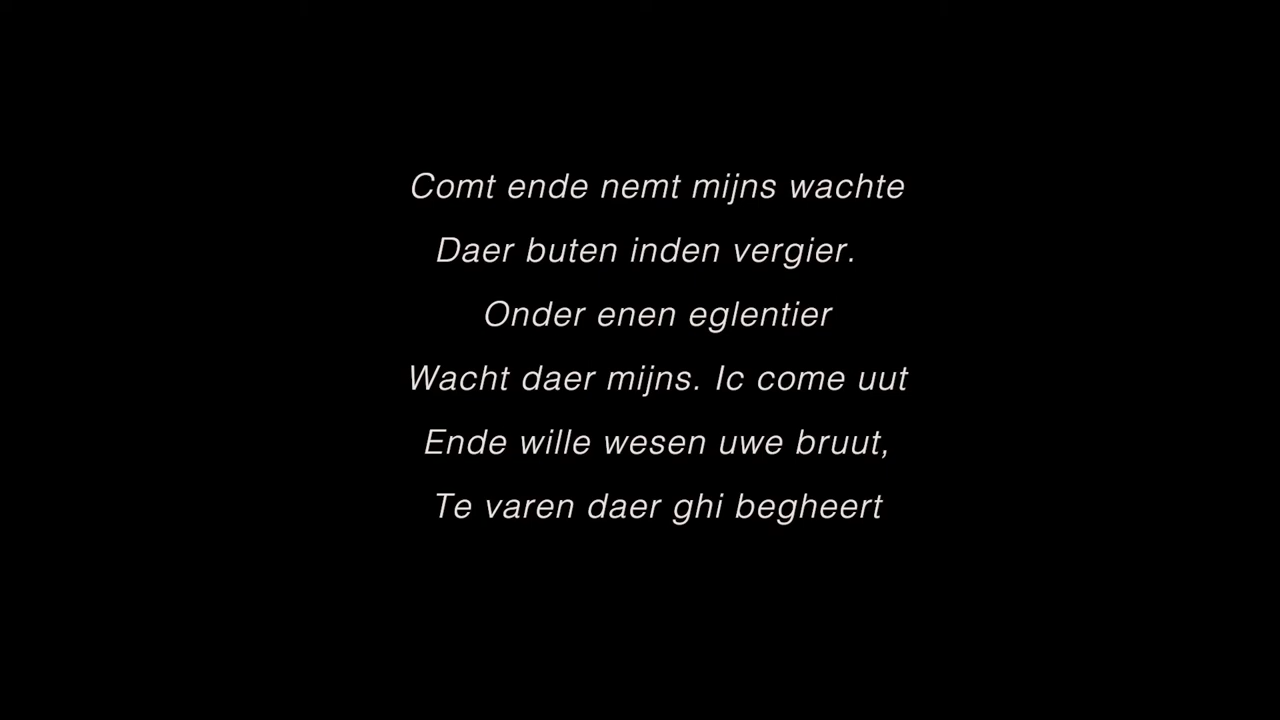 Comt ende nemt mijns wachte
Daer buten inden vergier.
Onder enen eglentier
Wacht daer mijns. Ic come uut
Ende wille wesen uwe bruut,
Te varen daer ghi begheert